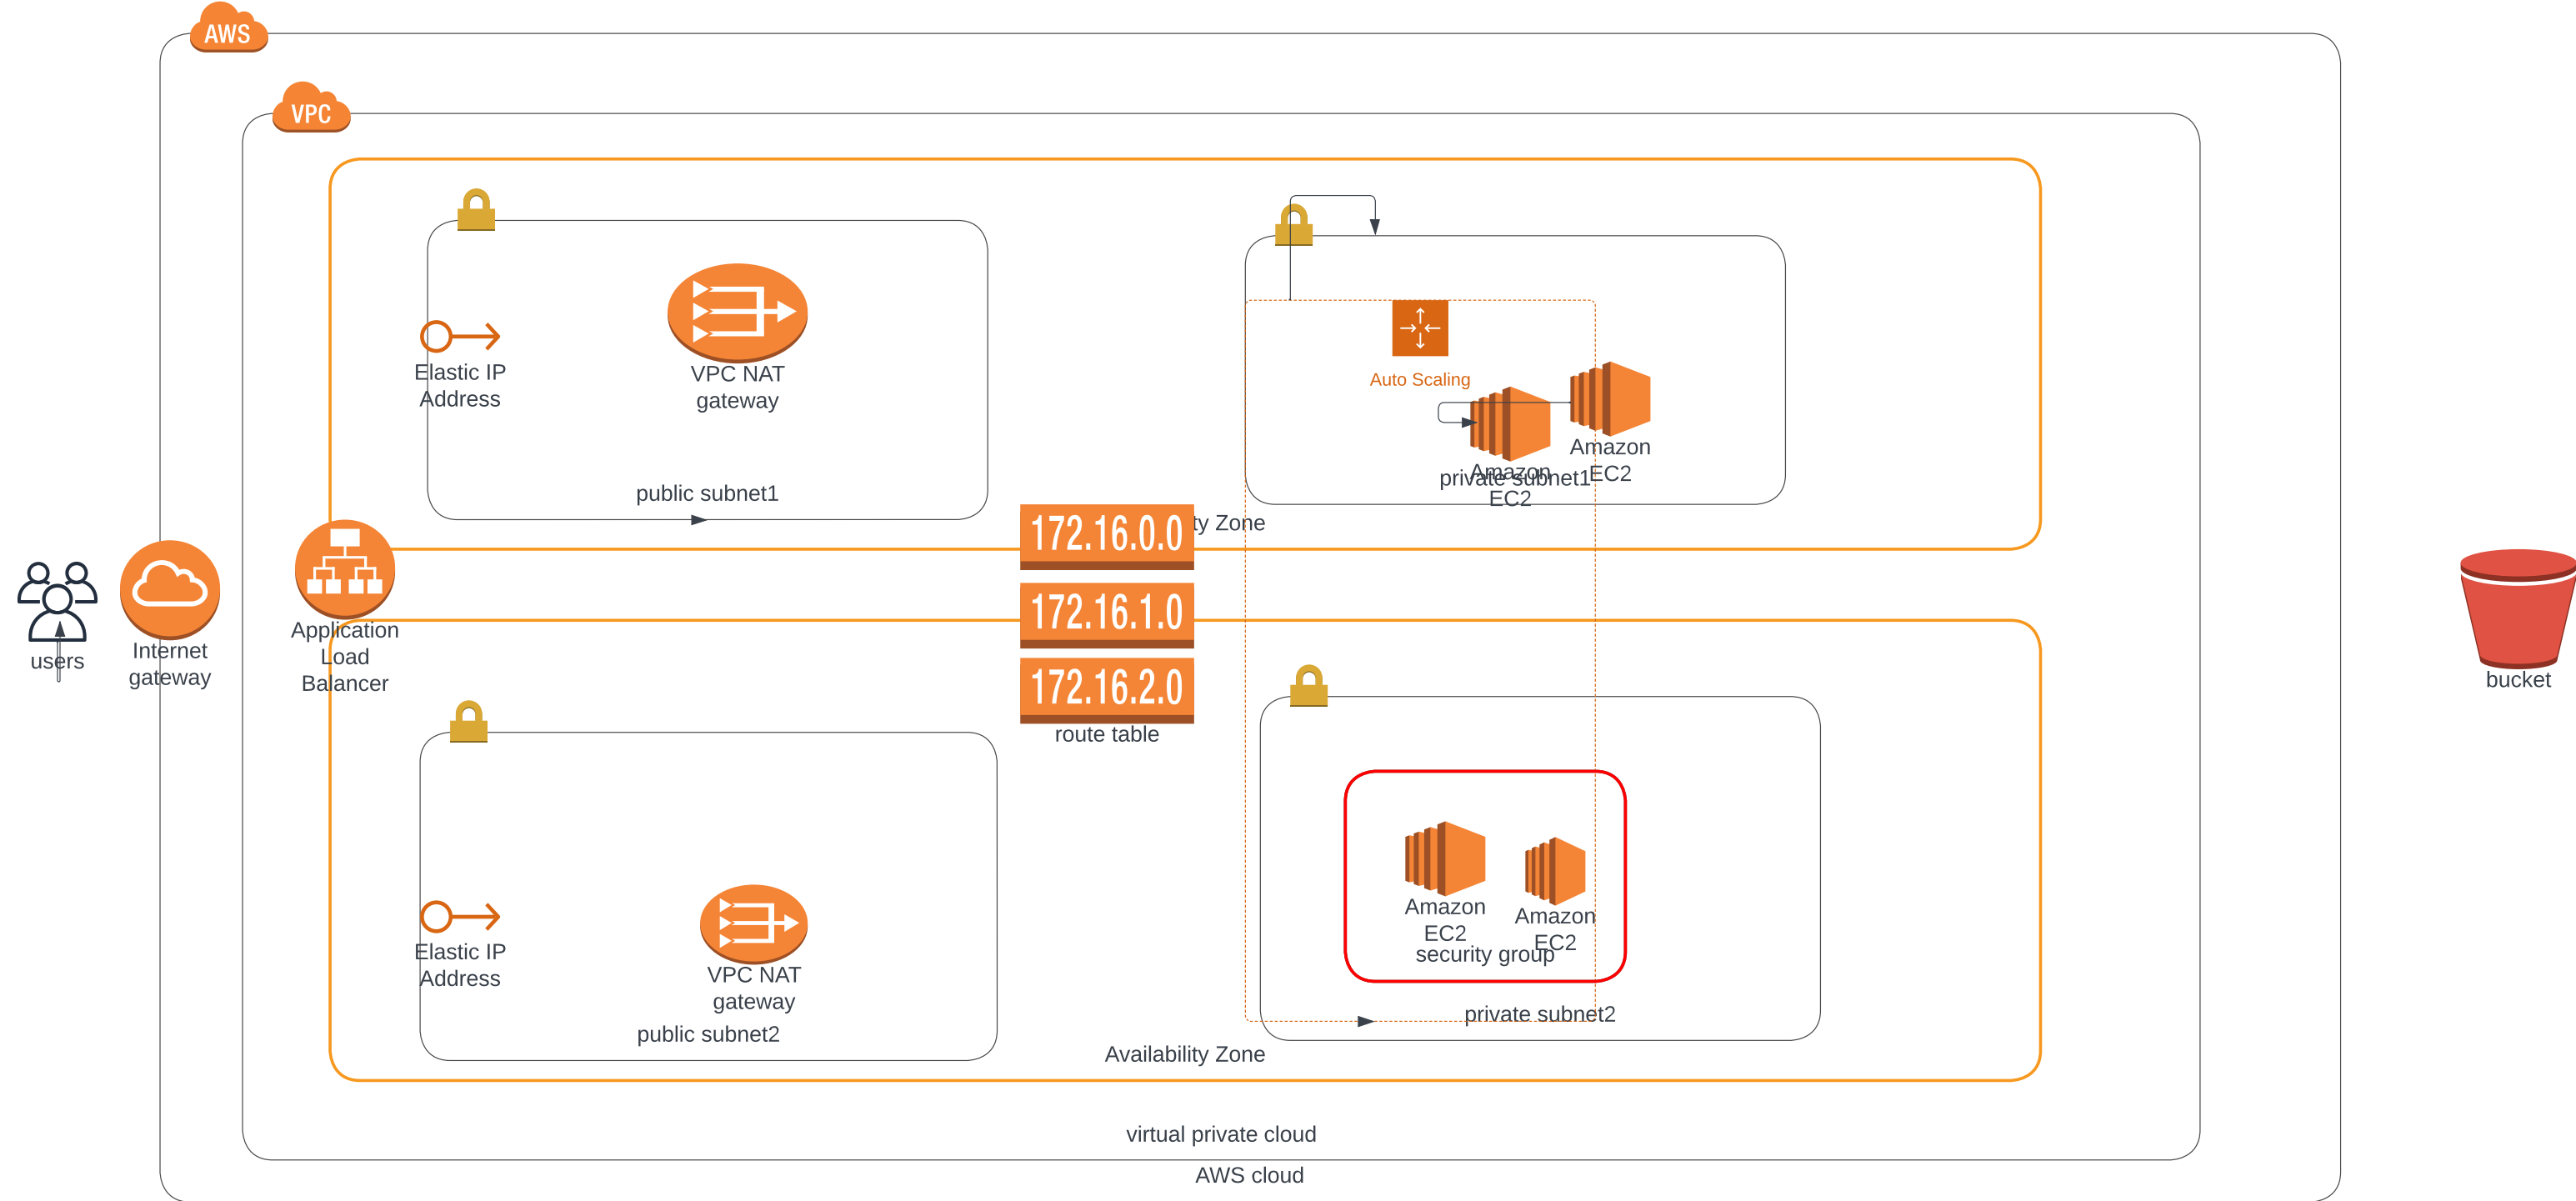 AWS
VPC
Elastic IP
Address
VPC NAT
gateway
public subnet1
Auto Scaling
Amazon
EC2
Amazon
EC2
private subnet1
ty Zone
172.16.0.0
172.16.1.0
172.16.2.0
route table
users
Internet
gateway
Application
Load
Balancer
bucket
Elastic IP
Address
VPC NAT
gateway
public subnet2
Amazon
EC2
Amazon
EC2
security group
private subnet2
Availability Zone
virtual private cloud
AWS cloud